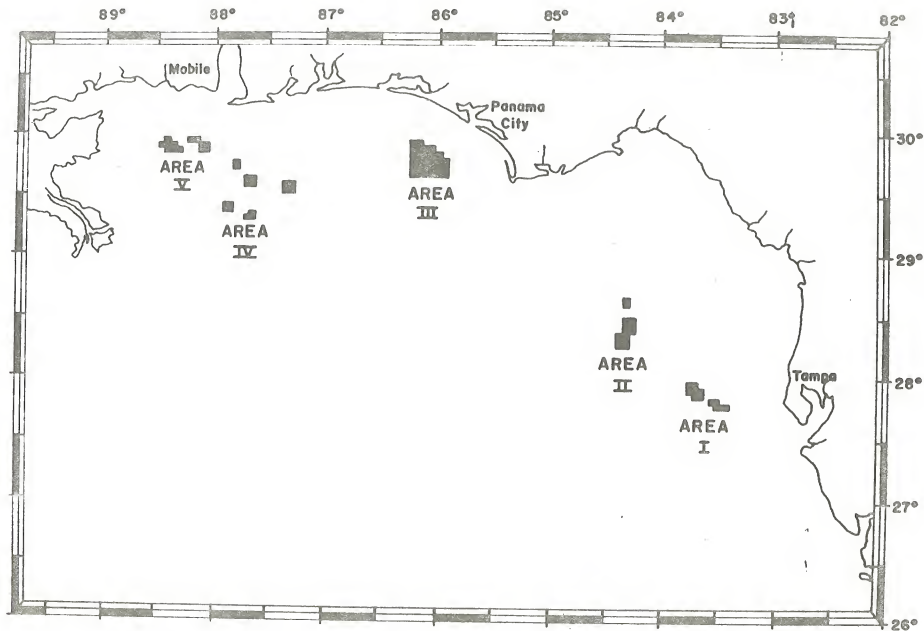 89° 88° 87° 86° 85° 84° 83° 82°
Mobile
Panama
City
30°
AREA
V
AREA
III
AREA
IV
29°
AREA
II
28°
Tampa
AREA
I
27°
26°